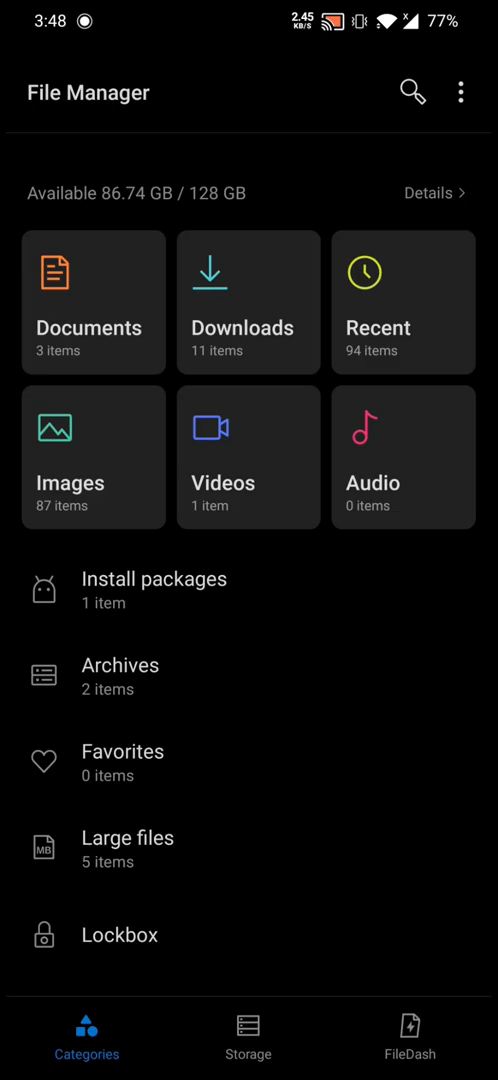 3:48 2.45 KB/S X 77%
File Manager
Available 86.74 GB / 128 GB Details
Documents
3 items
Downloads
11 items
Recent
94 items
Images
87 items
Videos
1 item
Audio
0 items
Install packages
1 item
Archives
2 items
Favorites
0 items
MB
Large files
5 items
Lockbox
Categories
Storage
FileDash